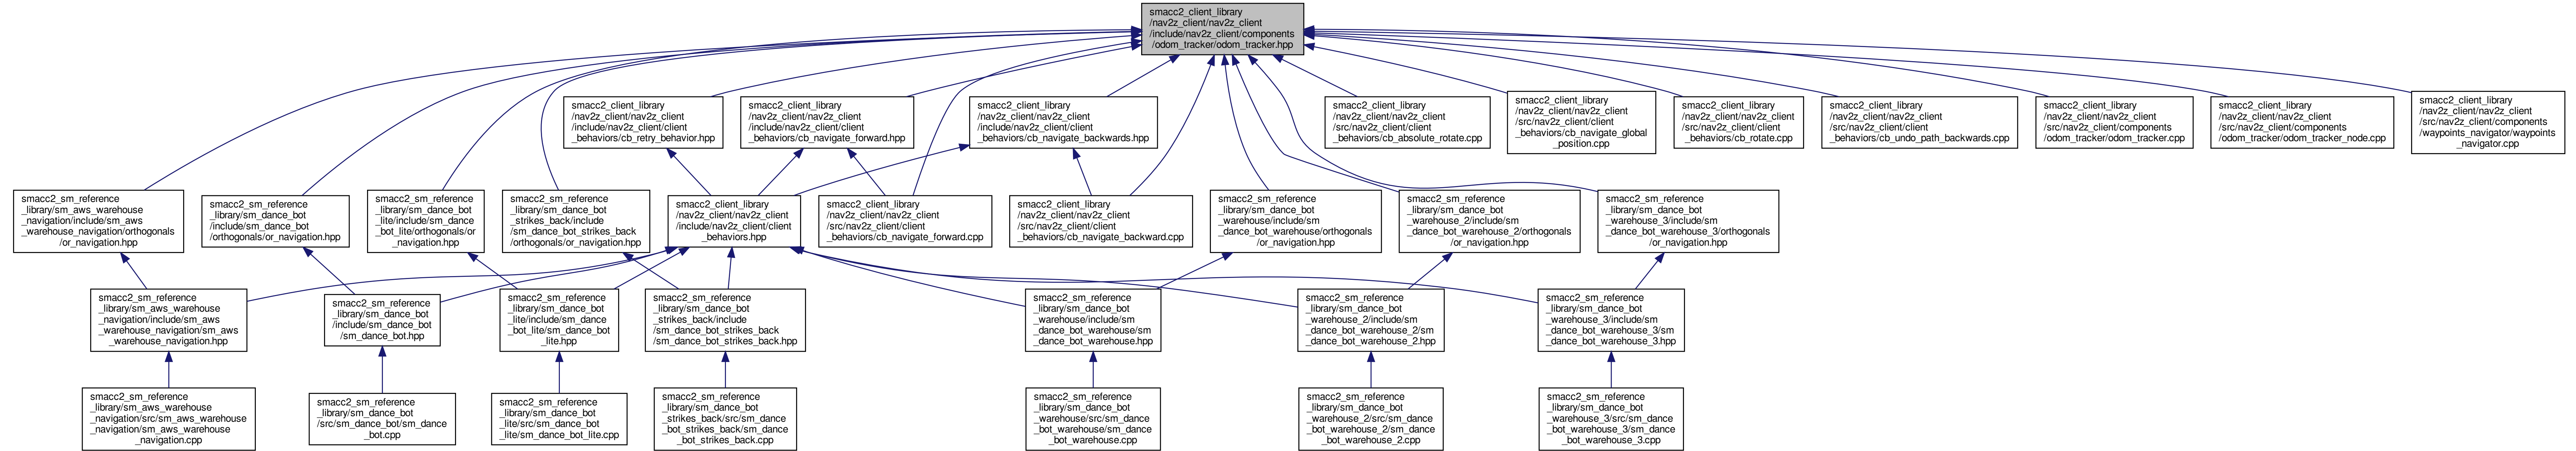 smacc2_client_library
/nav2z_client/nav2z_client
/include/nav2z_client/components
/odom_tracker/odom_tracker.hpp
smacc2_client_library
/nav2z_client/nav2z_client
/include/nav2z_client/client
_behaviors/cb_retry_behavior.hpp
smacc2_client_library
/nav2z_client/nav2z_client
/include/nav2z_client/client
_behaviors/cb_navigate_forward.hpp
smacc2_client_library
/nav2z_client/nav2z_client
/include/nav2z_client/client
_behaviors/cb_navigate_backwards.hpp
smacc2_client_library
/nav2z_client/nav2z_client
/src/nav2z_client/client
_behaviors/cb_absolute_rotate.cpp
smacc2_client_library
/nav2z_client/nav2z_client
/src/nav2z_client/client
_behaviors/cb_navigate_global
_position.cpp
smacc2_client_library
/nav2z_client/nav2z_client
/src/nav2z_client/client
_behaviors/cb_rotate.cpp
smacc2_client_library
/nav2z_client/nav2z_client
/src/nav2z_client/client
_behaviors/cb_undo_path_backwards.cpp
smacc2_client_library
/nav2z_client/nav2z_client
/src/nav2z_client/components
/odom_tracker/odom_tracker.cpp
smacc2_client_library
/nav2z_client/nav2z_client
/src/nav2z_client/components
/odom_tracker/odom_tracker_node.cpp
smacc2_client_library
/nav2z_client/nav2z_client
/src/nav2z_client/components
/waypoints_navigator/waypoints
_navigator.cpp
smacc2_sm_reference
_library/sm_aws_warehouse
_navigation/include/sm_aws
_warehouse_navigation/orthogonals
/or_navigation.hpp
smacc2_sm_reference
_library/sm_dance_bot
/include/sm_dance_bot
/orthogonals/or_navigation.hpp
smacc2_sm_reference
_library/sm_dance_bot
_lite/include/sm_dance
_bot_lite/orthogonals/or
_navigation.hpp
smacc2_sm_reference
_library/sm_dance_bot
_strikes_back/include
/sm_dance_bot_strikes_back
/orthogonals/or_navigation.hpp
smacc2_client_library
/nav2z_client/nav2z_client
/include/nav2z_client/client
_behaviors.hpp
smacc2_client_library
/nav2z_client/nav2z_client
/src/nav2z_client/client
_behaviors/cb_navigate_forward.cpp
smacc2_client_library
/nav2z_client/nav2z_client
/src/nav2z_client/client
_behaviors/cb_navigate_backward.cpp
smacc2_sm_reference
_library/sm_dance_bot
_warehouse/include/sm
_dance_bot_warehouse/orthogonals
/or_navigation.hpp
smacc2_sm_reference
_library/sm_dance_bot
_warehouse_2/include/sm
_dance_bot_warehouse_2/orthogonals
/or_navigation.hpp
smacc2_sm_reference
_library/sm_dance_bot
_warehouse_3/include/sm
_dance_bot_warehouse_3/orthogonals
/or_navigation.hpp
smacc2_sm_reference
_library/sm_aws_warehouse
_navigation/include/sm_aws
_warehouse_navigation/sm_aws
_warehouse_navigation.hpp
smacc2_sm_reference
_library/sm_dance_bot
/include/sm_dance_bot
/sm_dance_bot.hpp
smacc2_sm_reference
_library/sm_dance_bot
_lite/include/sm_dance
_bot_lite/sm_dance_bot
_lite.hpp
smacc2_sm_reference
_library/sm_dance_bot
_strikes_back/include
/sm_dance_bot_strikes_back
/sm_dance_bot_strikes_back.hpp
smacc2_sm_reference
_library/sm_dance_bot
_warehouse/include/sm
_dance_bot_warehouse/sm
_dance_bot_warehouse.hpp
smacc2_sm_reference
_library/sm_dance_bot
_warehouse_2/include/sm
_dance_bot_warehouse_2/sm
_dance_bot_warehouse_2.hpp
smacc2_sm_reference
_library/sm_dance_bot
_warehouse_3/include/sm
_dance_bot_warehouse_3/sm
_dance_bot_warehouse_3.hpp
smacc2_sm_reference
_library/sm_aws_warehouse
_navigation/src/sm_aws_warehouse
_navigation/sm_aws_warehouse
_navigation.cpp
smacc2_sm_reference
_library/sm_dance_bot
/src/sm_dance_bot/sm_dance
_bot.cpp
smacc2_sm_reference
_library/sm_dance_bot
_lite/src/sm_dance_bot
_lite/sm_dance_bot_lite.cpp
smacc2_sm_reference
_library/sm_dance_bot
_strikes_back/src/sm_dance
_bot_strikes_back/sm_dance
_bot_strikes_back.cpp
smacc2_sm_reference
_library/sm_dance_bot
_warehouse/src/sm_dance
_bot_warehouse/sm_dance
_bot_warehouse.cpp
smacc2_sm_reference
_library/sm_dance_bot
_warehouse_2/src/sm_dance
_bot_warehouse_2/sm_dance
_bot_warehouse_2.cpp
smacc2_sm_reference
_library/sm_dance_bot
_warehouse_3/src/sm_dance
_bot_warehouse_3/sm_dance
_bot_warehouse_3.cpp